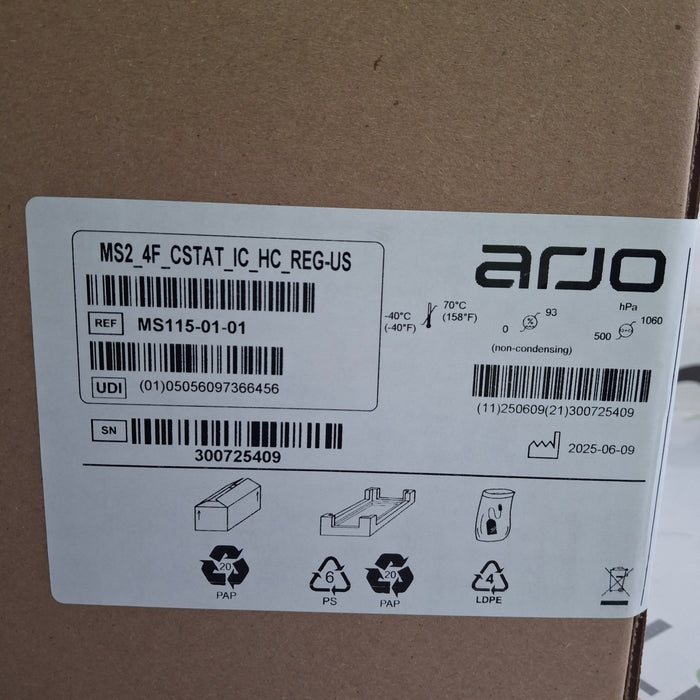 MS2_4F_CSTAT_IC_HC_REG-US
REF MS115-01-01
UDI (01)05056097366456
SN
300725409
arjo
-40°C
(-40°F)
70°C
(158°F)
0 % 93
(non-condensing)
hPa
500 1060
(11)250609(21)300725409
2025-06-09
20
PAP
6
PS
20
PAP
4
LDPE